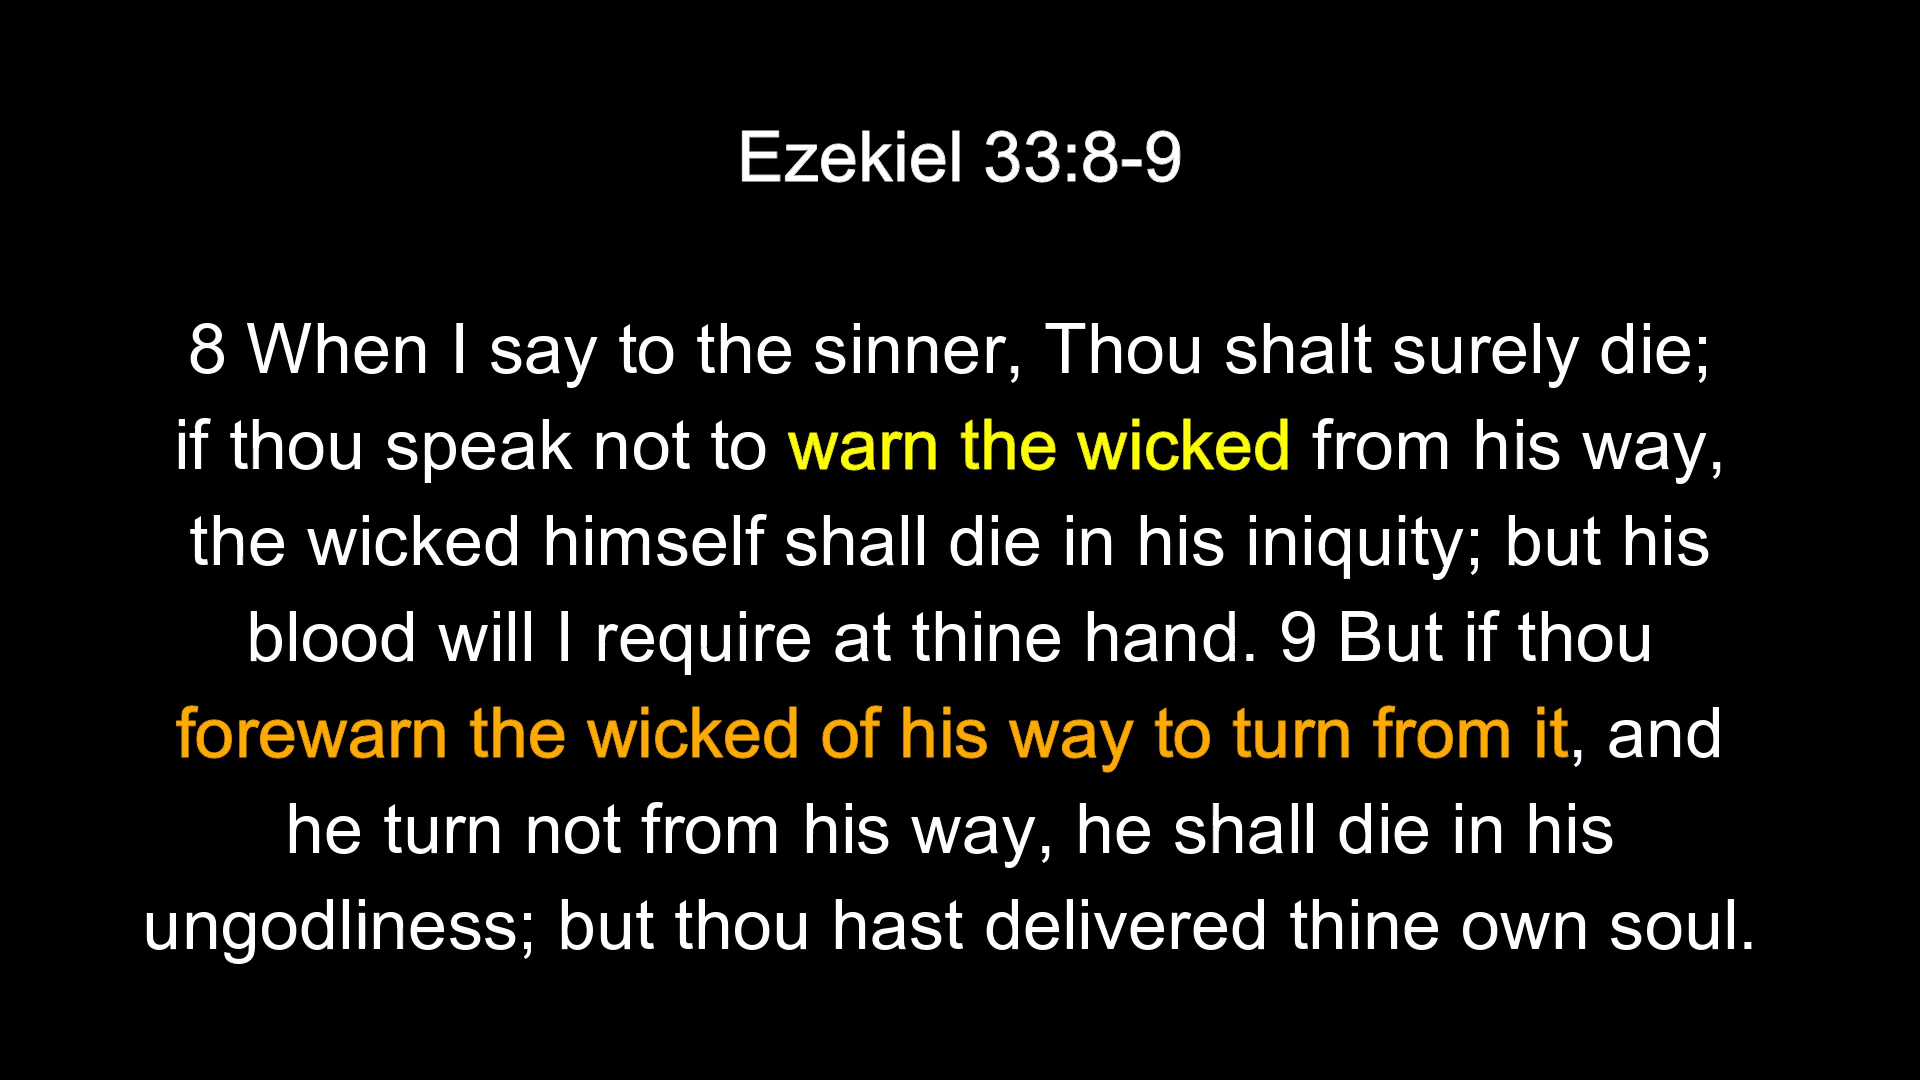 Ezekiel 33:8-9
8 When I say to the sinner, Thou shalt surely die;
if thou speak not to warn the wicked from his way,
the wicked himself shall die in his iniquity; but his
blood will I require at thine hand. 9 But if thou
forewarn the wicked of his way to turn from it, and
he turn not from his way, he shall die in his
ungodliness; but thou hast delivered thine own soul.